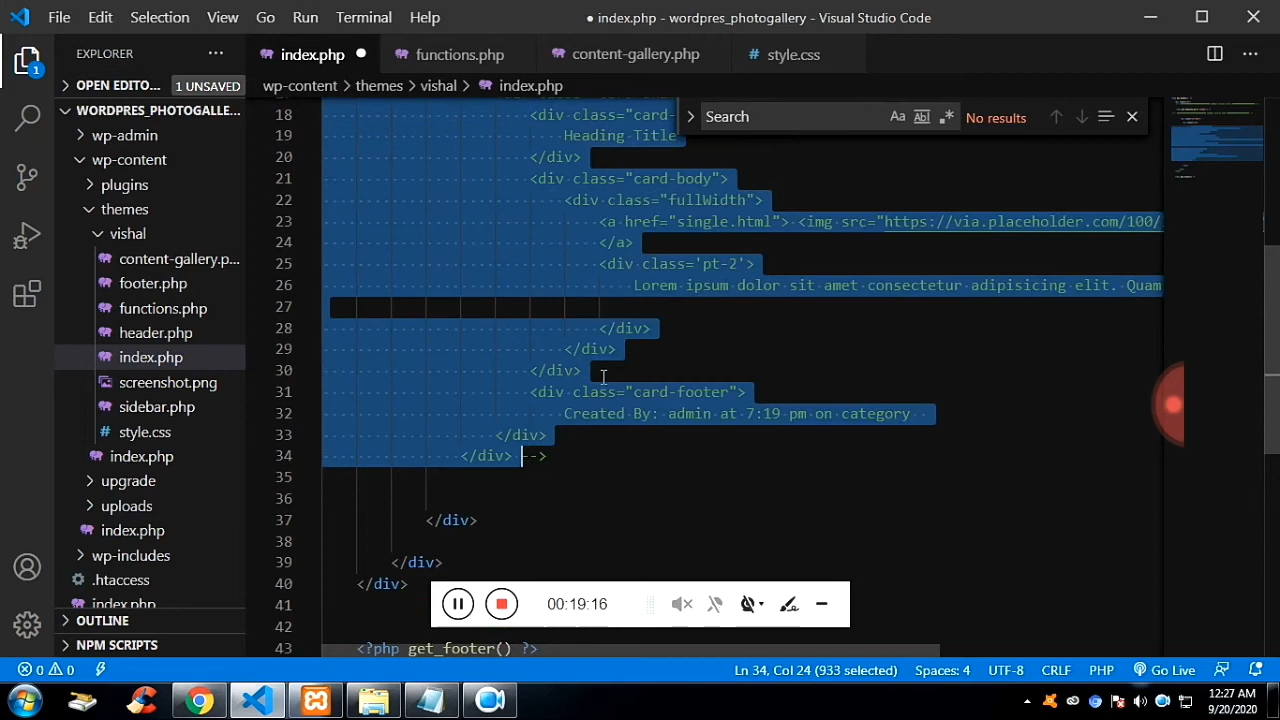 File Edit Selection View Go Run Terminal Help
● index.php - wordpres_photogallery - Visual Studio Code
EXPLORER ···
index.php ●
functions.php
content-gallery.php
style.css
OPEN EDITO... 1 UNSAVED
WORDPRES_PHOTOGALLE...
wp-admin
wp-content
plugins
themes
vishal
content-gallery.p...
footer.php
functions.php
header.php
index.php
screenshot.png
sidebar.php
style.css
index.php
upgrade
uploads
index.php
wp-includes
.htaccess
index.php
OUTLINE
NPM SCRIPTS
1
wp-content > themes > vishal > index.php
Search Aa Abl .* No results
18 <div class="card-
19 Heading Title
20 </div>
21 <div class="card-body">
22 <div class="fullWidth">
23 <a href="single.html"> <img src="https://via.placeholder.com/100/
24 </a>
25 <div class='pt-2'>
26 Lorem ipsum dolor sit amet consectetur adipisicing elit. Quam
27
28 </div>
29 </div>
30 </div>
31 <div class="card-footer">
32 Created By: admin at 7:19 pm on category
33 </div>
34 </div> -->
35
36
37 </div>
38
39 </div>
40 </div>
41
42
43 <?php get_footer() ?>
00:19:16
0 0 Ln 34, Col 24 (933 selected) Spaces: 4 UTF-8 CRLF PHP Go Live
12:27 AM
9/20/2020